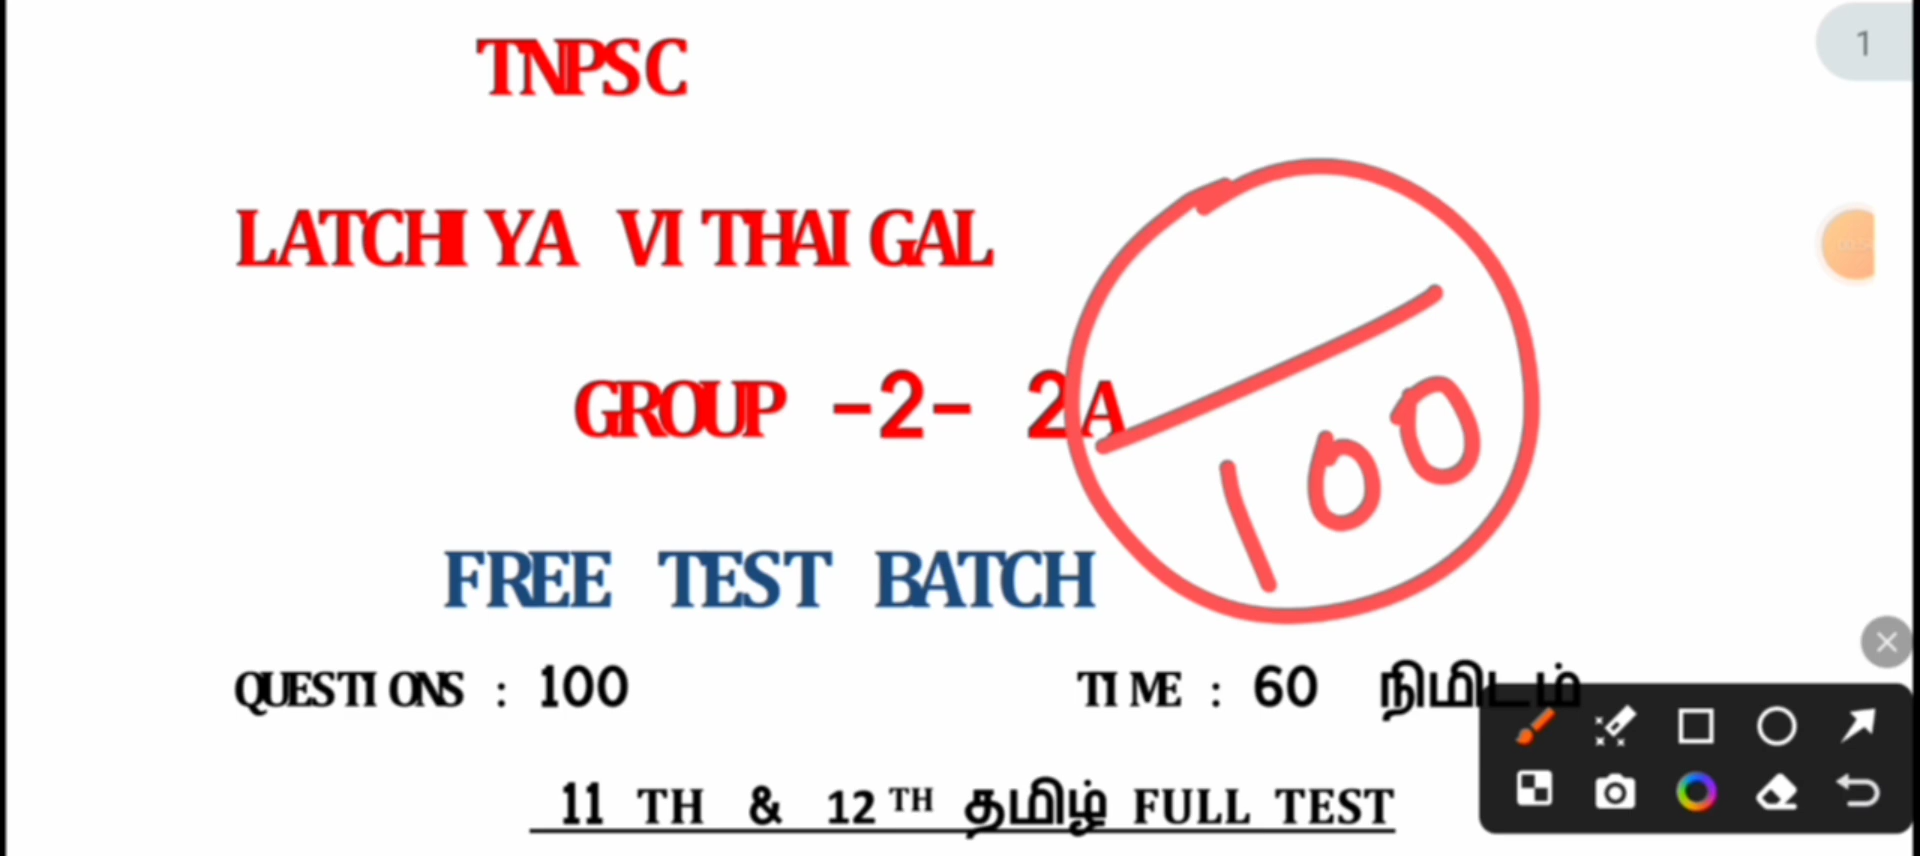 1
TNPSC
LATCHIYA VITHAIGAL
GROUP -2- 2A
100
FREE TEST BATCH
QUESTIONS : 100 TIME : 60 நிமிடம்
11 TH & 12 TH தமிழ் FULL TEST